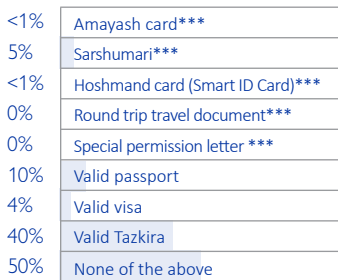 <1% Amayash card***
5% Sarshumari***
<1% Hoshmand card (Smart ID Card)***
0% Round trip travel document***
0% Special permission letter ***
10% Valid passport
4% Valid visa
40% Valid Tazkira
50% None of the above